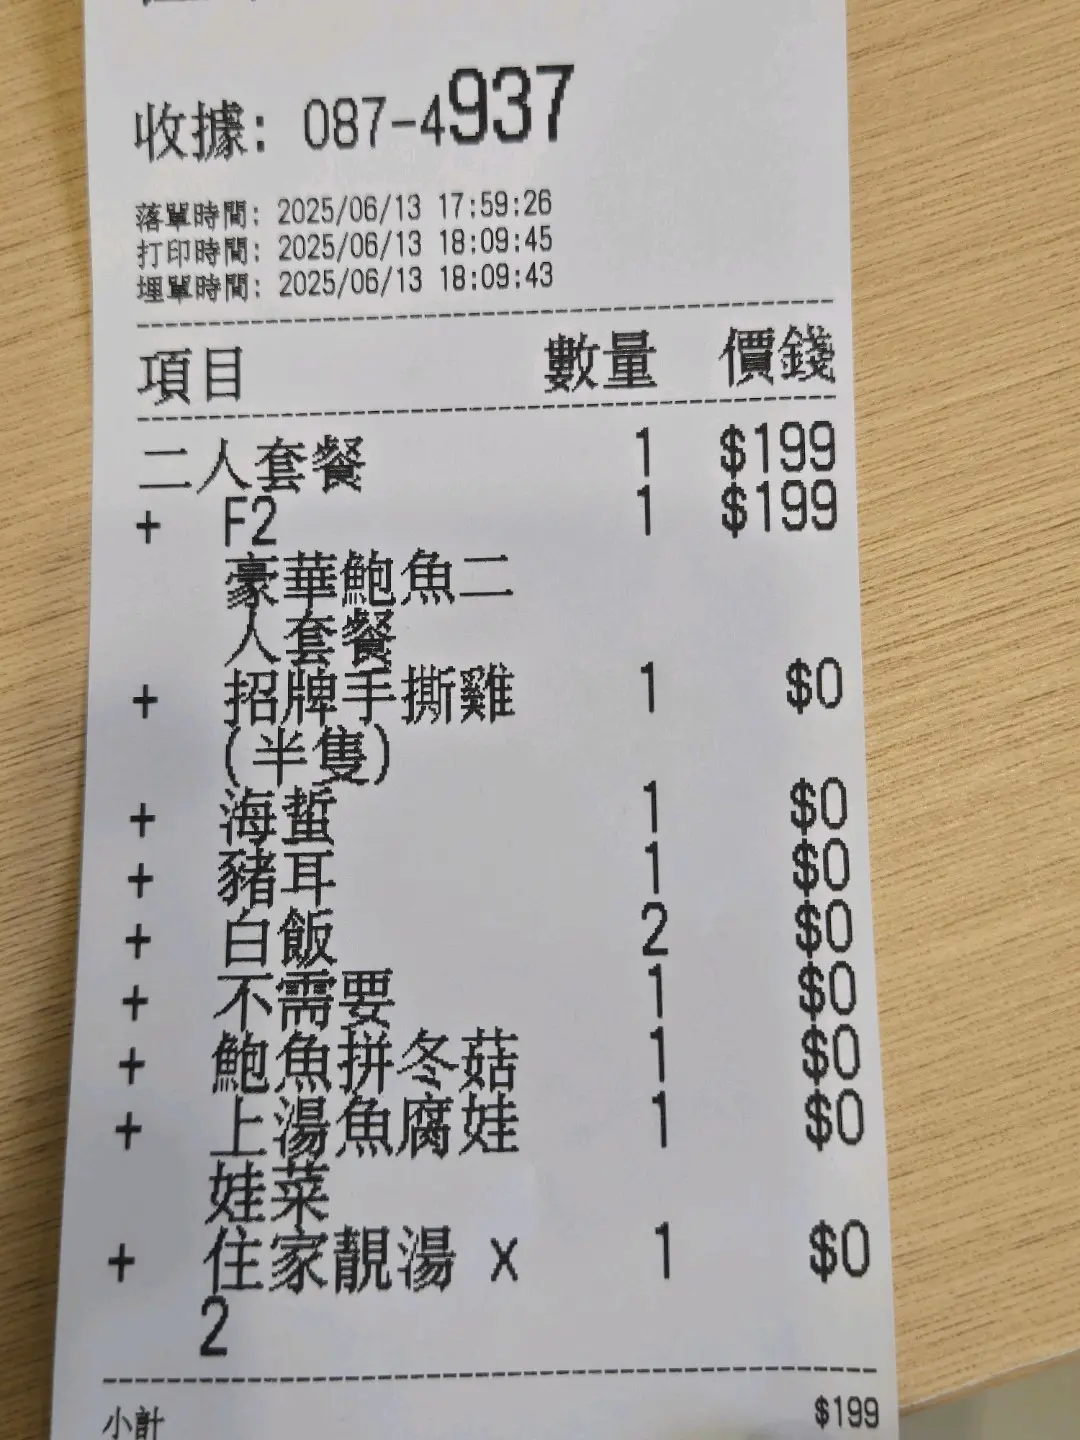 收據: 087-4937
落單時間: 2025/06/13 17:59:26
打印時間: 2025/06/13 18:09:45
埋單時間: 2025/06/13 18:09:43
項目 數量 價錢
二人套餐 1 $199
+ F2 1 $199
豪華鮑魚二
人套餐
+ 招牌手撕雞 1 $0
(半隻)
+ 海蜇 1 $0
+ 豬耳 1 $0
+ 白飯 2 $0
+ 不需要 1 $0
+ 鮑魚拼冬菇 1 $0
+ 上湯魚腐娃 1 $0
娃菜
+ 住家靚湯 x 1 $0
2
小計 $199